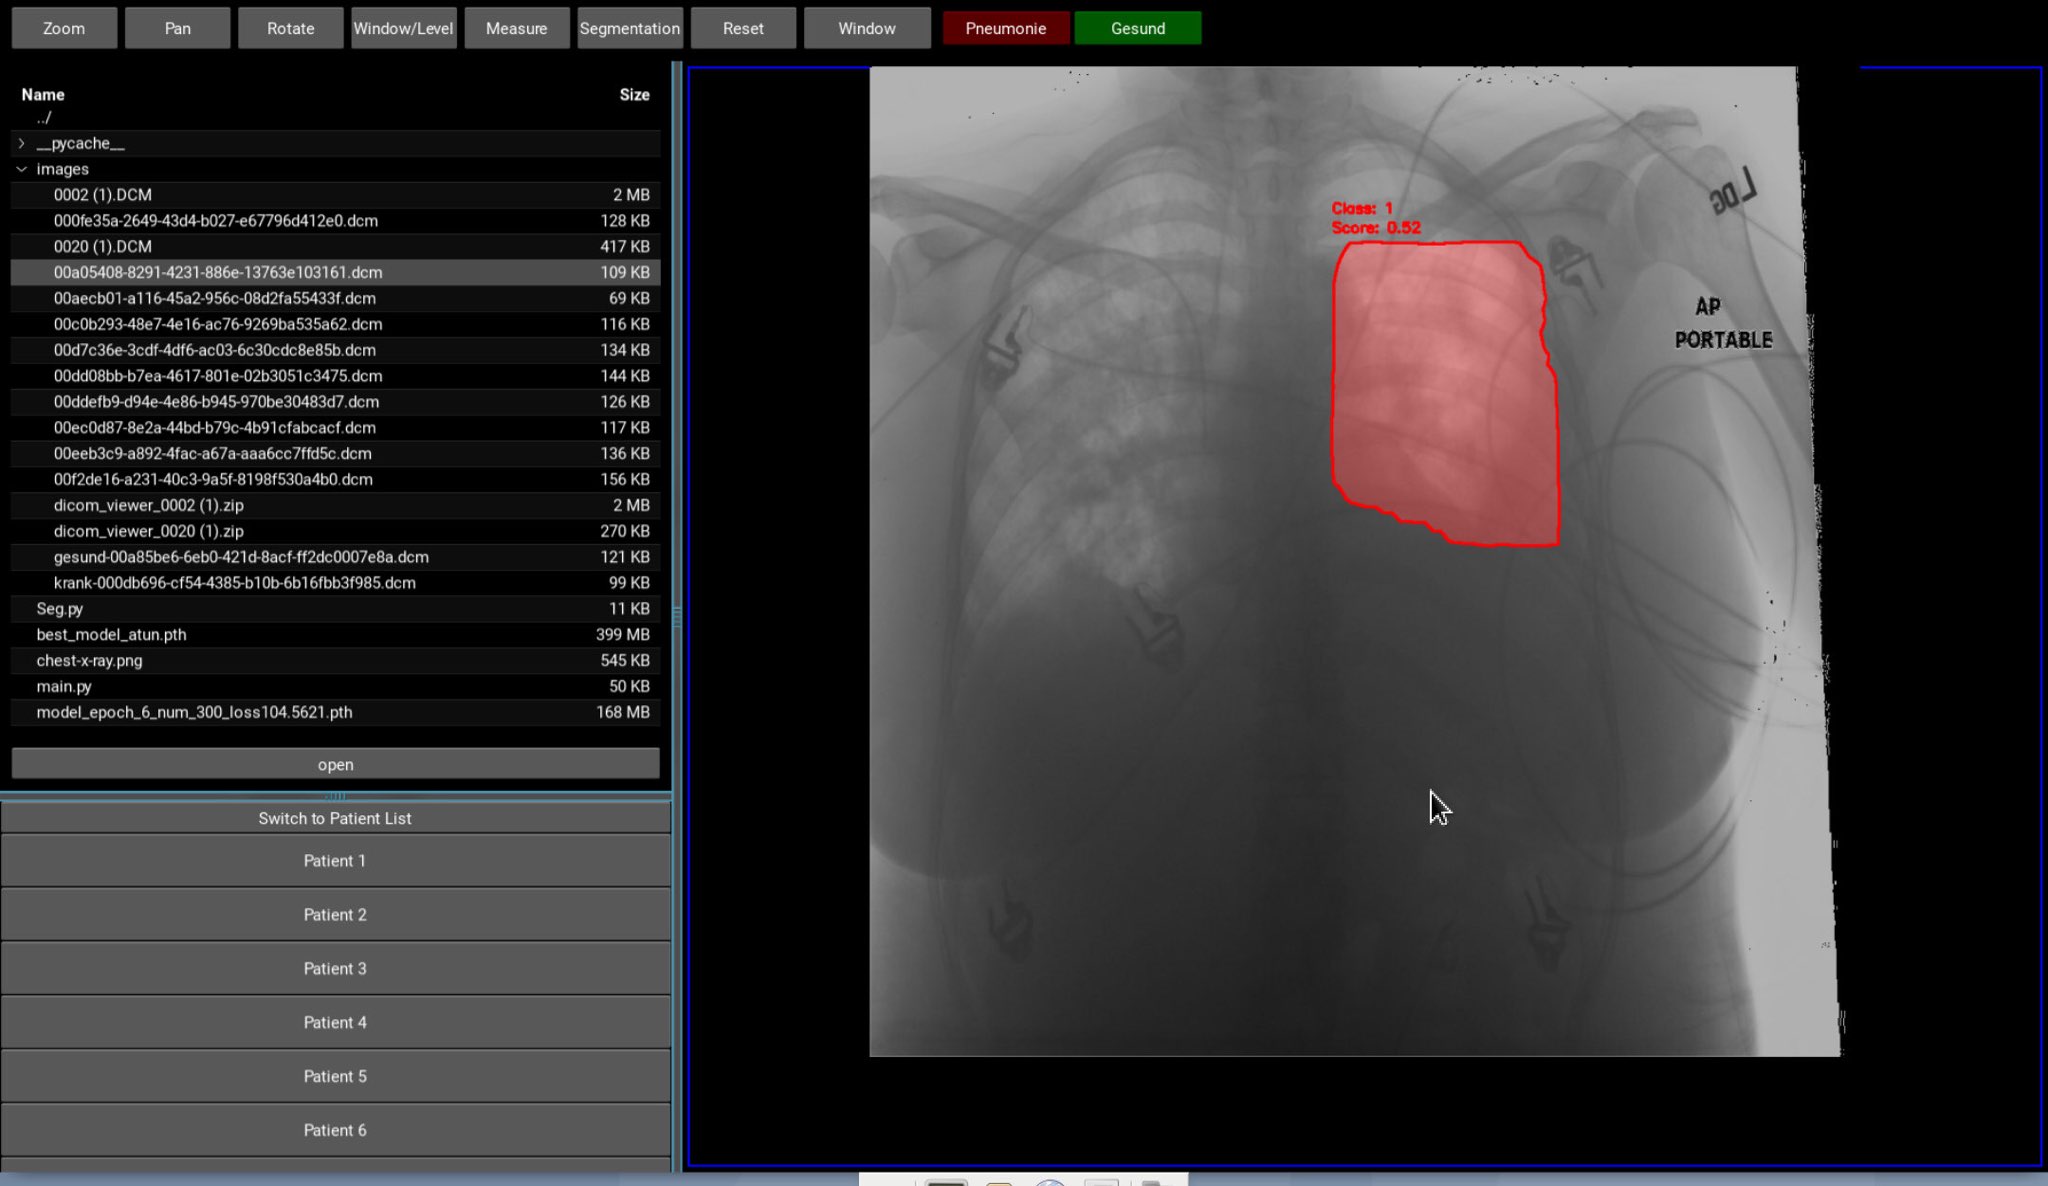 Zoom Pan Rotate Window/Level Measure Segmentation Reset Window Pneumonie Gesund
Name Size
../
__pycache__
images
0002 (1).DCM 2 MB
000fe35a-2649-43d4-b027-e67796d412e0.dcm 128 KB
0020 (1).DCM 417 KB
00a05408-8291-4231-886e-13763e103161.dcm 109 KB
00aecb01-a116-45a2-956c-08d2fa55433f.dcm 69 KB
00c0b293-48e7-4e16-ac76-9269ba535a62.dcm 116 KB
00d7c36e-3cdf-4df6-ac03-6c30cdc8e85b.dcm 134 KB
00dd08bb-b7ea-4617-801e-02b3051c3475.dcm 144 KB
00ddefb9-d94e-4e86-b945-970be30483d7.dcm 126 KB
00ec0d87-8e2a-44bd-b79c-4b91cfabcacf.dcm 117 KB
00eeb3c9-a892-4fac-a67a-aaa6cc7ffd5c.dcm 136 KB
00f2de16-a231-40c3-9a5f-8198f530a4b0.dcm 156 KB
dicom_viewer_0002 (1).zip 2 MB
dicom_viewer_0020 (1).zip 270 KB
gesund-00a85be6-6eb0-421d-8acf-ff2dc0007e8a.dcm 121 KB
krank-000db696-cf54-4385-b10b-6b16fbb3f985.dcm 99 KB
Seg.py 11 KB
best_model_atun.pth 399 MB
chest-x-ray.png 545 KB
main.py 50 KB
model_epoch_6_num_300_loss104.5621.pth 168 MB
open
Switch to Patient List
Patient 1
Patient 2
Patient 3
Patient 4
Patient 5
Patient 6
Class: 1
Score: 0.52
AP
PORTABLE